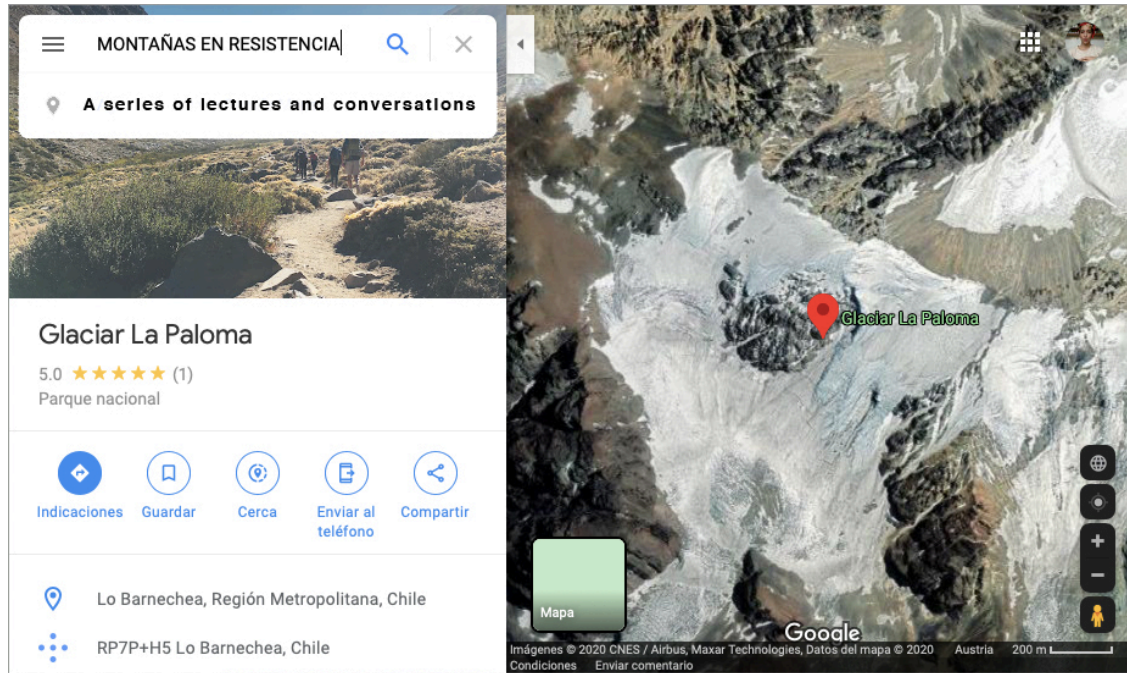 MONTAÑAS EN RESISTENCIA
A series of lectures and conversations
Glaciar La Paloma
5.0 ★★★★★ (1)
Parque nacional
Indicaciones
Guardar
Cerca
Enviar al
teléfono
Compartir
Lo Barnechea, Región Metropolitana, Chile
RP7P+H5 Lo Barnechea, Chile
Glaciar La Paloma
Mapa
Google
Imágenes © 2020 CNES / Airbus, Maxar Technologies, Datos del mapa © 2020 Austria 200 m
Condiciones Enviar comentario